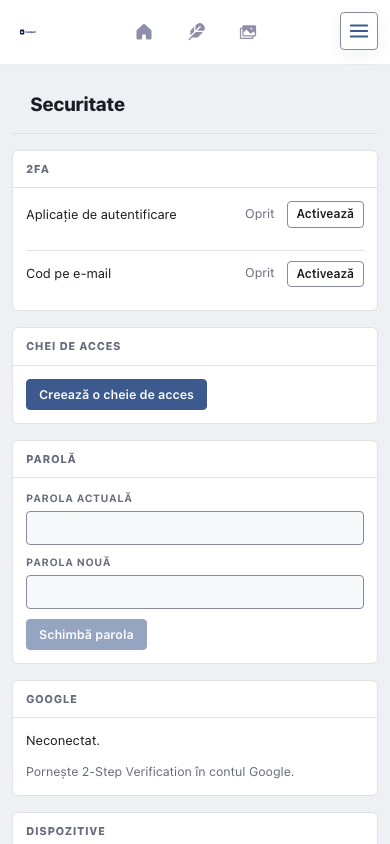 Securitate
2FA
Aplicație de autentificare Oprit Activează
Cod pe e-mail Oprit Activează
CHEI DE ACCES
Creează o cheie de acces
PAROLĂ
PAROLA ACTUALĂ
PAROLA NOUĂ
Schimbă parola
GOOGLE
Neconectat.
Pornește 2-Step Verification în contul Google.
DISPOZITIVE